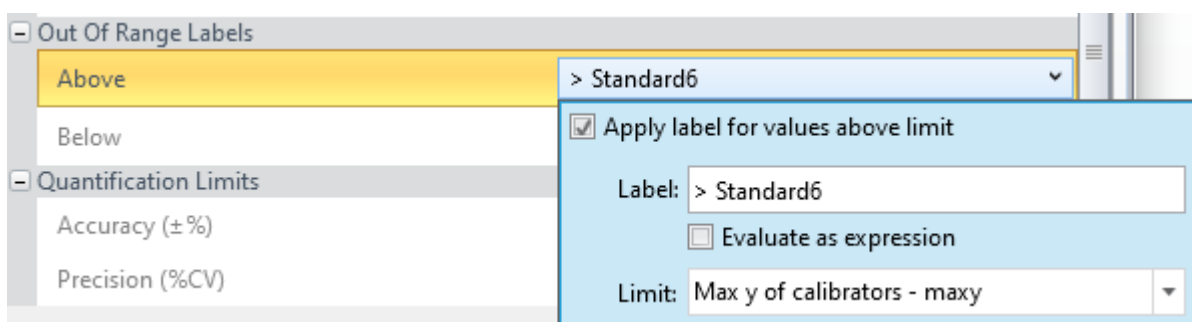 Out Of Range Labels
Above > Standard6
Apply label for values above limit
Below
Label: > Standard6
Quantification Limits
Evaluate as expression
Accuracy (±%)
Precision (%CV)
Limit: Max y of calibrators - maxy